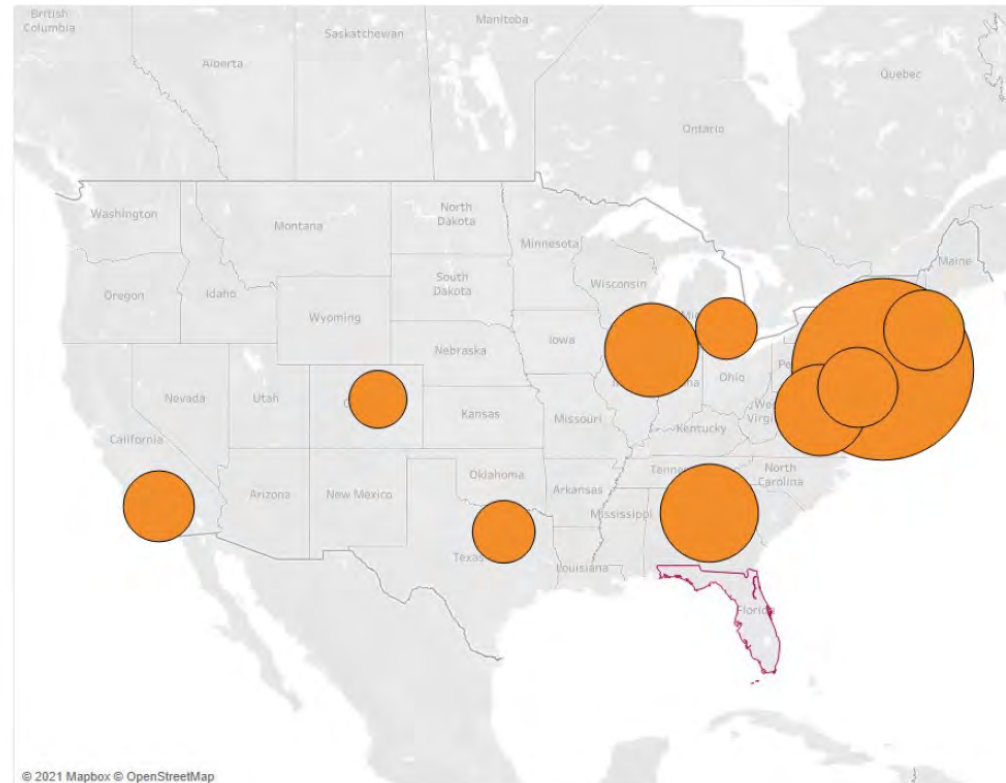 British
Columbia
Alberta
Saskatchewan
Manitoba
Ontario
Quebec
Washington
Montana
North
Dakota
Minnesota
Maine
Oregon
Idaho
South
Dakota
Wisconsin
Wyoming
Iowa
Nebraska
Nevada
Utah
Ohio
California
Kansas
Missouri
Kentucky
Arizona
New Mexico
Oklahoma
Arkansas
North
Carolina
Mississippi
Texas
Louisiana
Florida
© 2021 Mapbox © OpenStreetMap